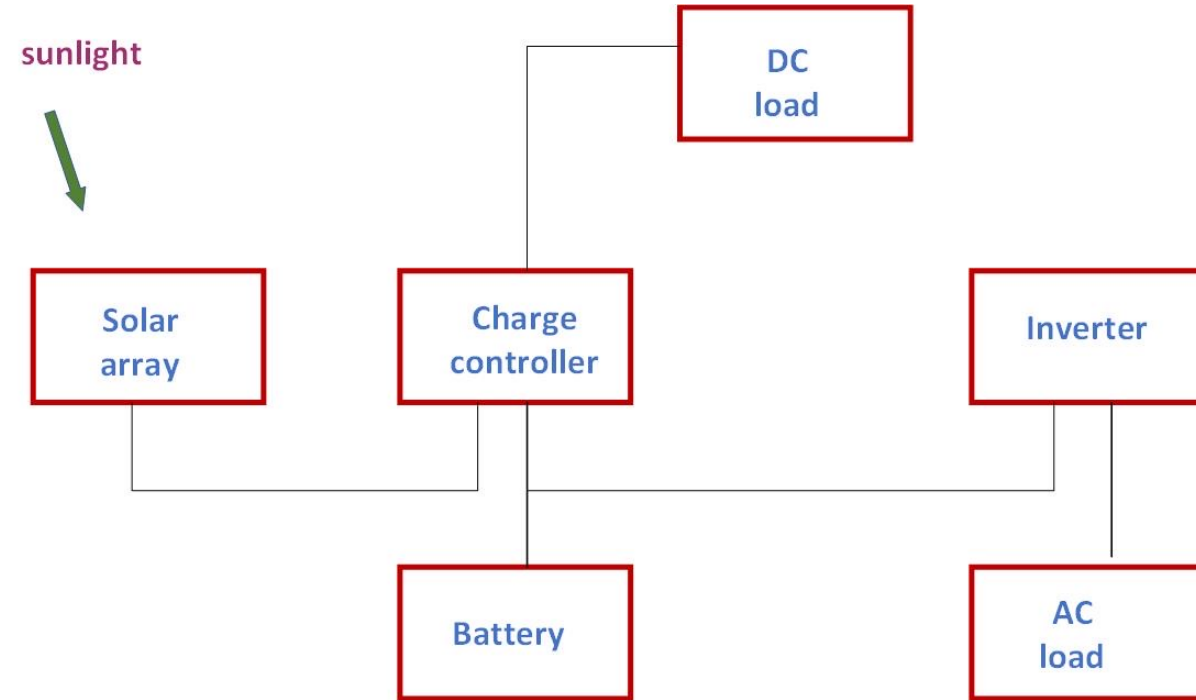 sunlight
DC
load
Solar
array
Charge
controller
Inverter
Battery
AC
load